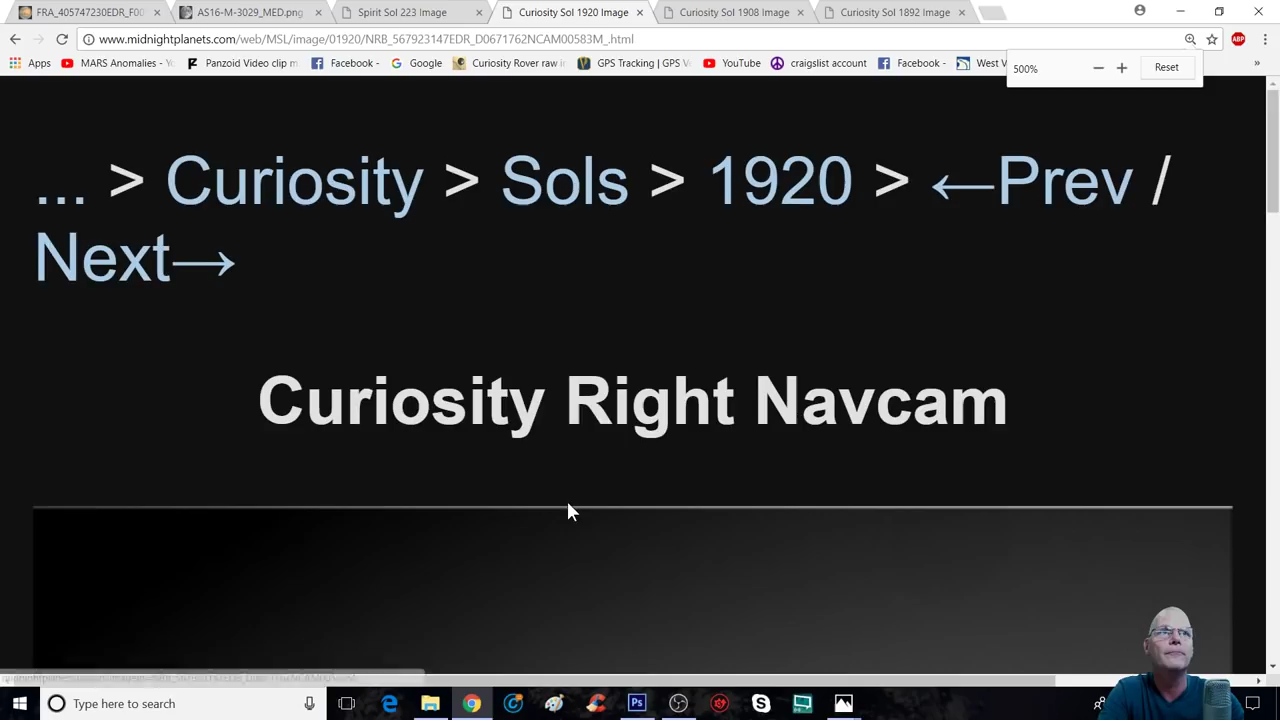 FRA_405747230EDR_F00
AS16-M-3029_MED.png
Spirit Sol 223 Image
Curiosity Sol 1920 Image
Curiosity Sol 1908 Image
Curiosity Sol 1892 Image
www.midnightplanets.com/web/MSL/image/01920/NRB_567923147EDR_D0671762NCAM00583M_.html
ABP
Apps
MARS Anomalies - Y
Panzoid Video clip m
Facebook -
Google
Curiosity Rover raw i
GPS Tracking | GPS V
YouTube
craigslist account
Facebook -
West V
»
500%
− +
Reset
... > Curiosity > Sols > 1920 > ←Prev /
Next→
Curiosity Right Navcam
Type here to search